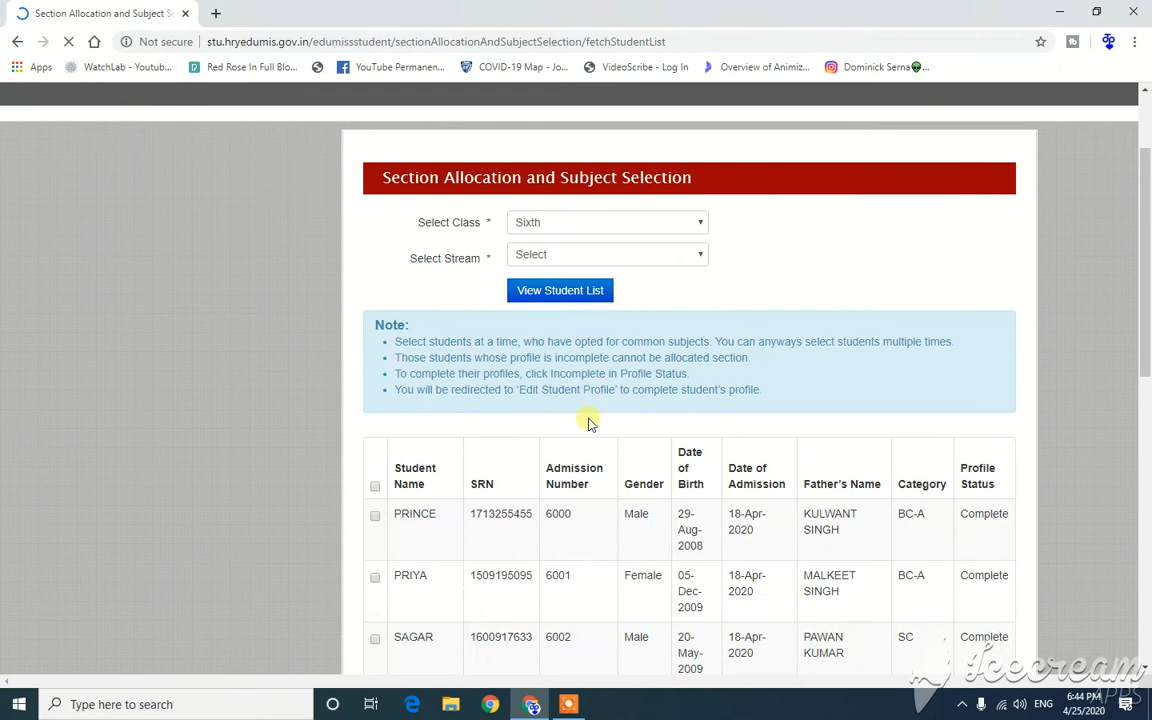 Section Allocation and Subject Se
Not secure
stu.hryedumis.gov.in/edumissstudent/sectionAllocationAndSubjectSelection/fetchStudentList
Apps
WatchLab - Youtub...
Red Rose In Full Blo...
YouTube Permanen...
COVID-19 Map - Jo...
VideoScribe - Log In
Overview of Animiz...
Dominick Serna👽...
Section Allocation and Subject Selection
Select Class * Sixth
Select Stream * Select
View Student List
Note:
• Select students at a time, who have opted for common subjects. You can anyways select students multiple times.
• Those students whose profile is incomplete cannot be allocated section.
• To complete their profiles, click Incomplete in Profile Status.
• You will be redirected to 'Edit Student Profile' to complete student's profile.
Student Name
SRN
Admission Number
Gender
Date of Birth
Date of Admission
Father's Name
Category
Profile Status
PRINCE
1713255455
6000
Male
29-Aug-2008
18-Apr-2020
KULWANT SINGH
BC-A
Complete
PRIYA
1509195095
6001
Female
05-Dec-2009
18-Apr-2020
MALKEET SINGH
BC-A
Complete
SAGAR
1600917633
6002
Male
20-May-2009
18-Apr-2020
PAWAN KUMAR
SC
Complete
Icecream
APPS
Type here to search
ENG
6:44 PM
4/25/2020